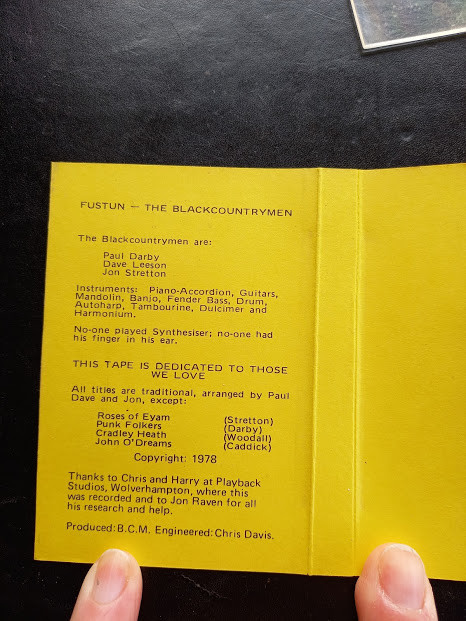 FUSTUN — THE BLACKCOUNTRYMEN
The Blackcountrymen are:
Paul Darby
Dave Leeson
Jon Stretton
Instruments: Piano-Accordion, Guitars,
Mandolin, Banjo, Fender Bass, Drum,
Autoharp, Tambourine, Dulcimer and
Harmonium.
No-one played Synthesiser; no-one had
his finger in his ear.
THIS TAPE IS DEDICATED TO THOSE
WE LOVE
All titles are traditional, arranged by Paul
Dave and Jon, except:
Roses of Eyam (Stretton)
Punk Folkers (Darby)
Cradley Heath (Woodall)
John O'Dreams (Caddick)
Copyright: 1978
Thanks to Chris and Harry at Playback
Studios, Wolverhampton, where this
was recorded and to Jon Raven for all
his research and help.
Produced: B.C.M. Engineered: Chris Davis.